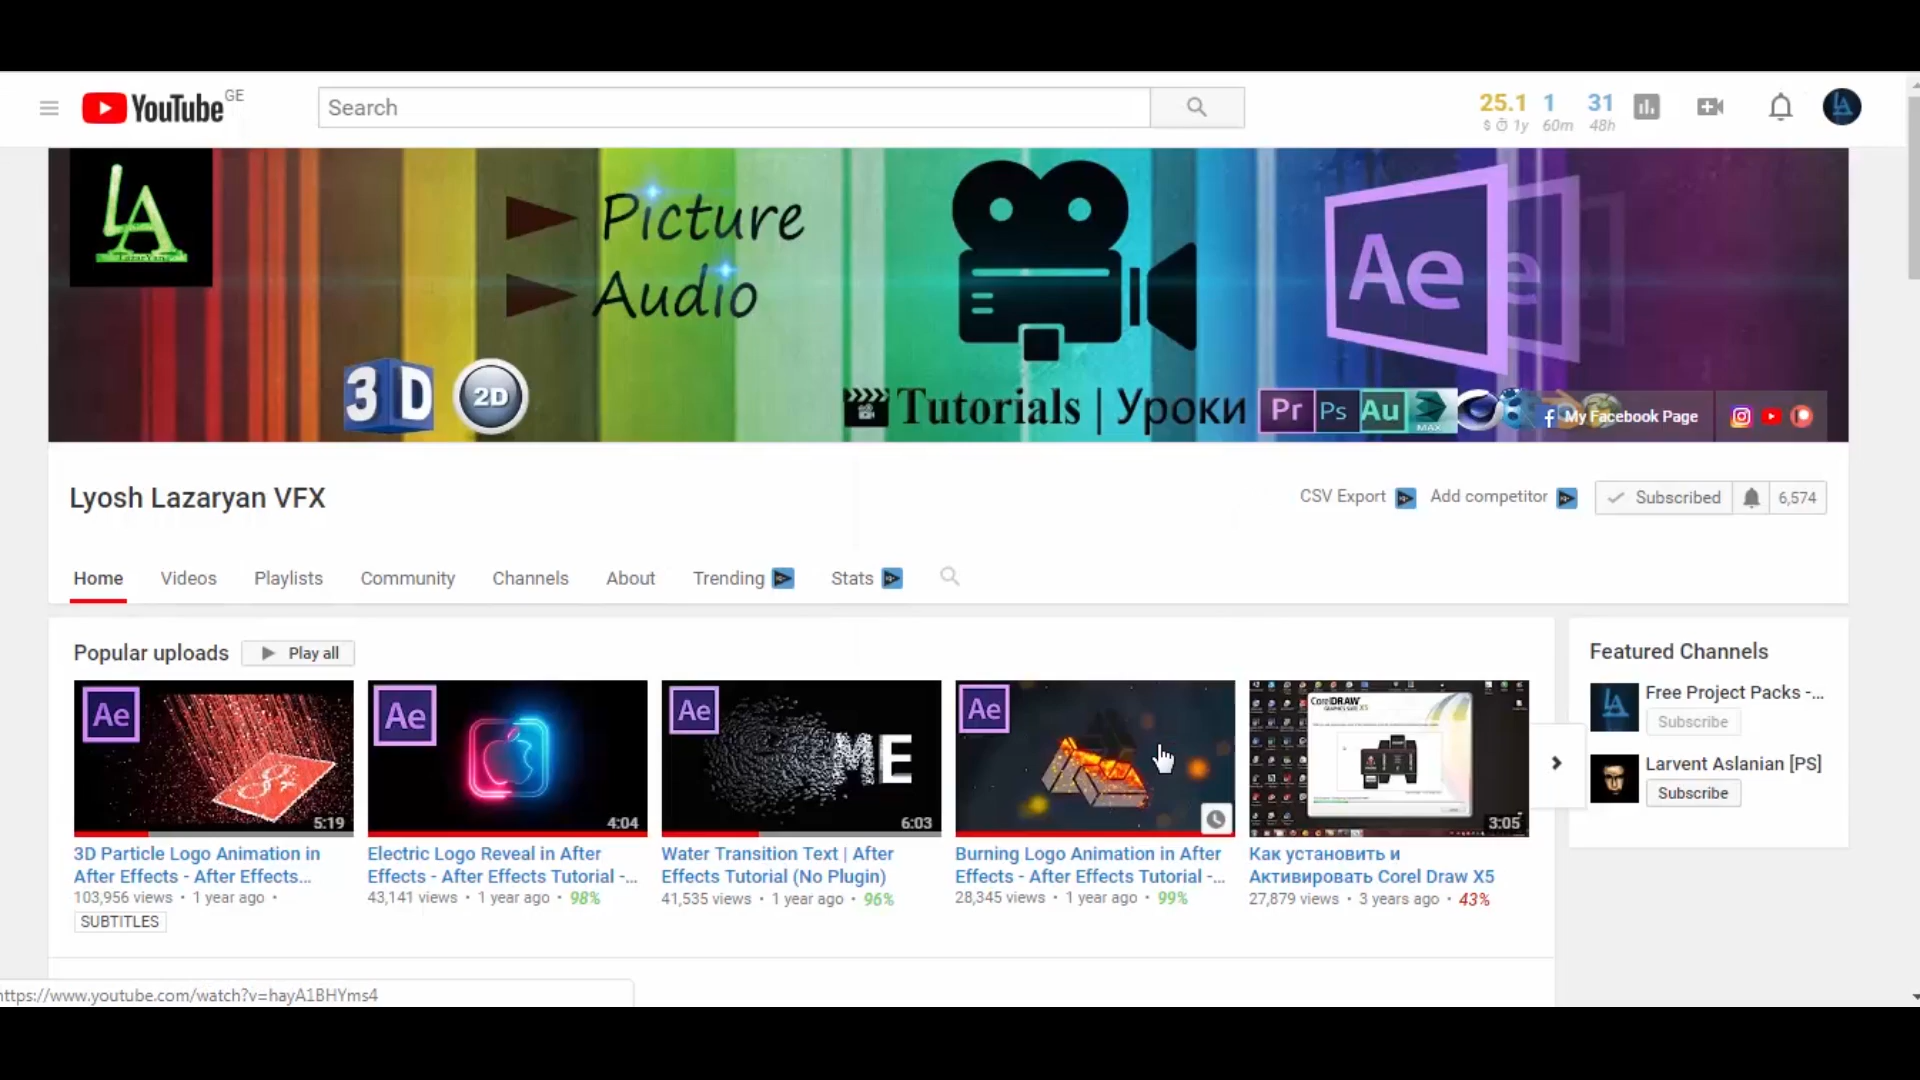 YouTube GE
Search
25.1 1 31
$ 1y 60m 48h
LA
LazarYan
Picture
Audio
3D 2D
Ae
Tutorials | Уроки
Pr Ps Au
MAX
My Facebook Page
Lyosh Lazaryan VFX
CSV Export Add competitor Subscribed 6,574
Home Videos Playlists Community Channels About Trending Stats
Popular uploads Play all
Ae 5:19
Ae 4:04
Ae ME 6:03
Ae
CorelDRAW
3:05
3D Particle Logo Animation in
After Effects - After Effects...
103,956 views • 1 year ago •
SUBTITLES
Electric Logo Reveal in After
Effects - After Effects Tutorial -...
43,141 views • 1 year ago • 98%
Water Transition Text | After
Effects Tutorial (No Plugin)
41,535 views • 1 year ago • 96%
Burning Logo Animation in After
Effects - After Effects Tutorial -...
28,345 views • 1 year ago • 99%
Как установить и
Активировать Corel Draw X5
27,879 views • 3 years ago • 43%
Featured Channels
Free Project Packs -...
Subscribe
Larvent Aslanian [PS]
Subscribe
https://www.youtube.com/watch?v=hayA1BHYms4